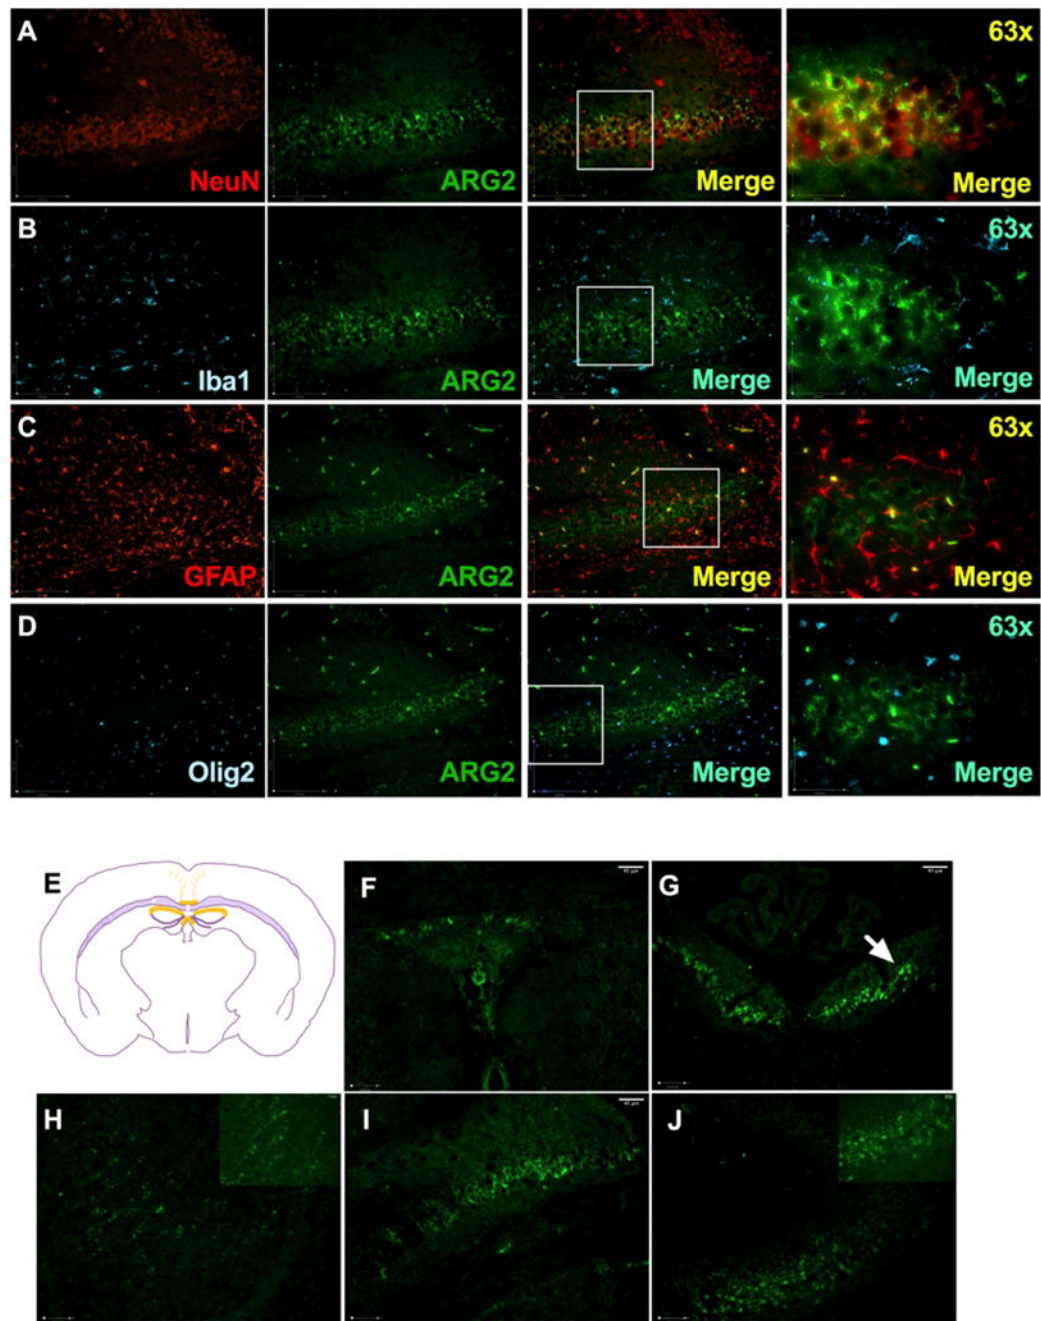 A
NeuN
ARG2
Merge
63x
Merge
B
Iba1
ARG2
Merge
63x
Merge
C
GFAP
ARG2
Merge
63x
Merge
D
Olig2
ARG2
Merge
63x
Merge
E
F
G
H
I
J